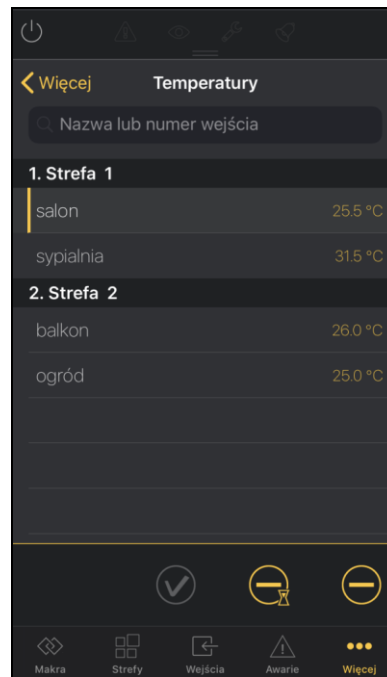 Więcej
Temperatury
Nazwa lub numer wejścia
1. Strefa 1
salon 25.5 °C
sypialnia 31.5 °C
2. Strefa 2
balkon 26.0 °C
ogród 25.0 °C
Makra Strefy Wejścia Awarie Więcej